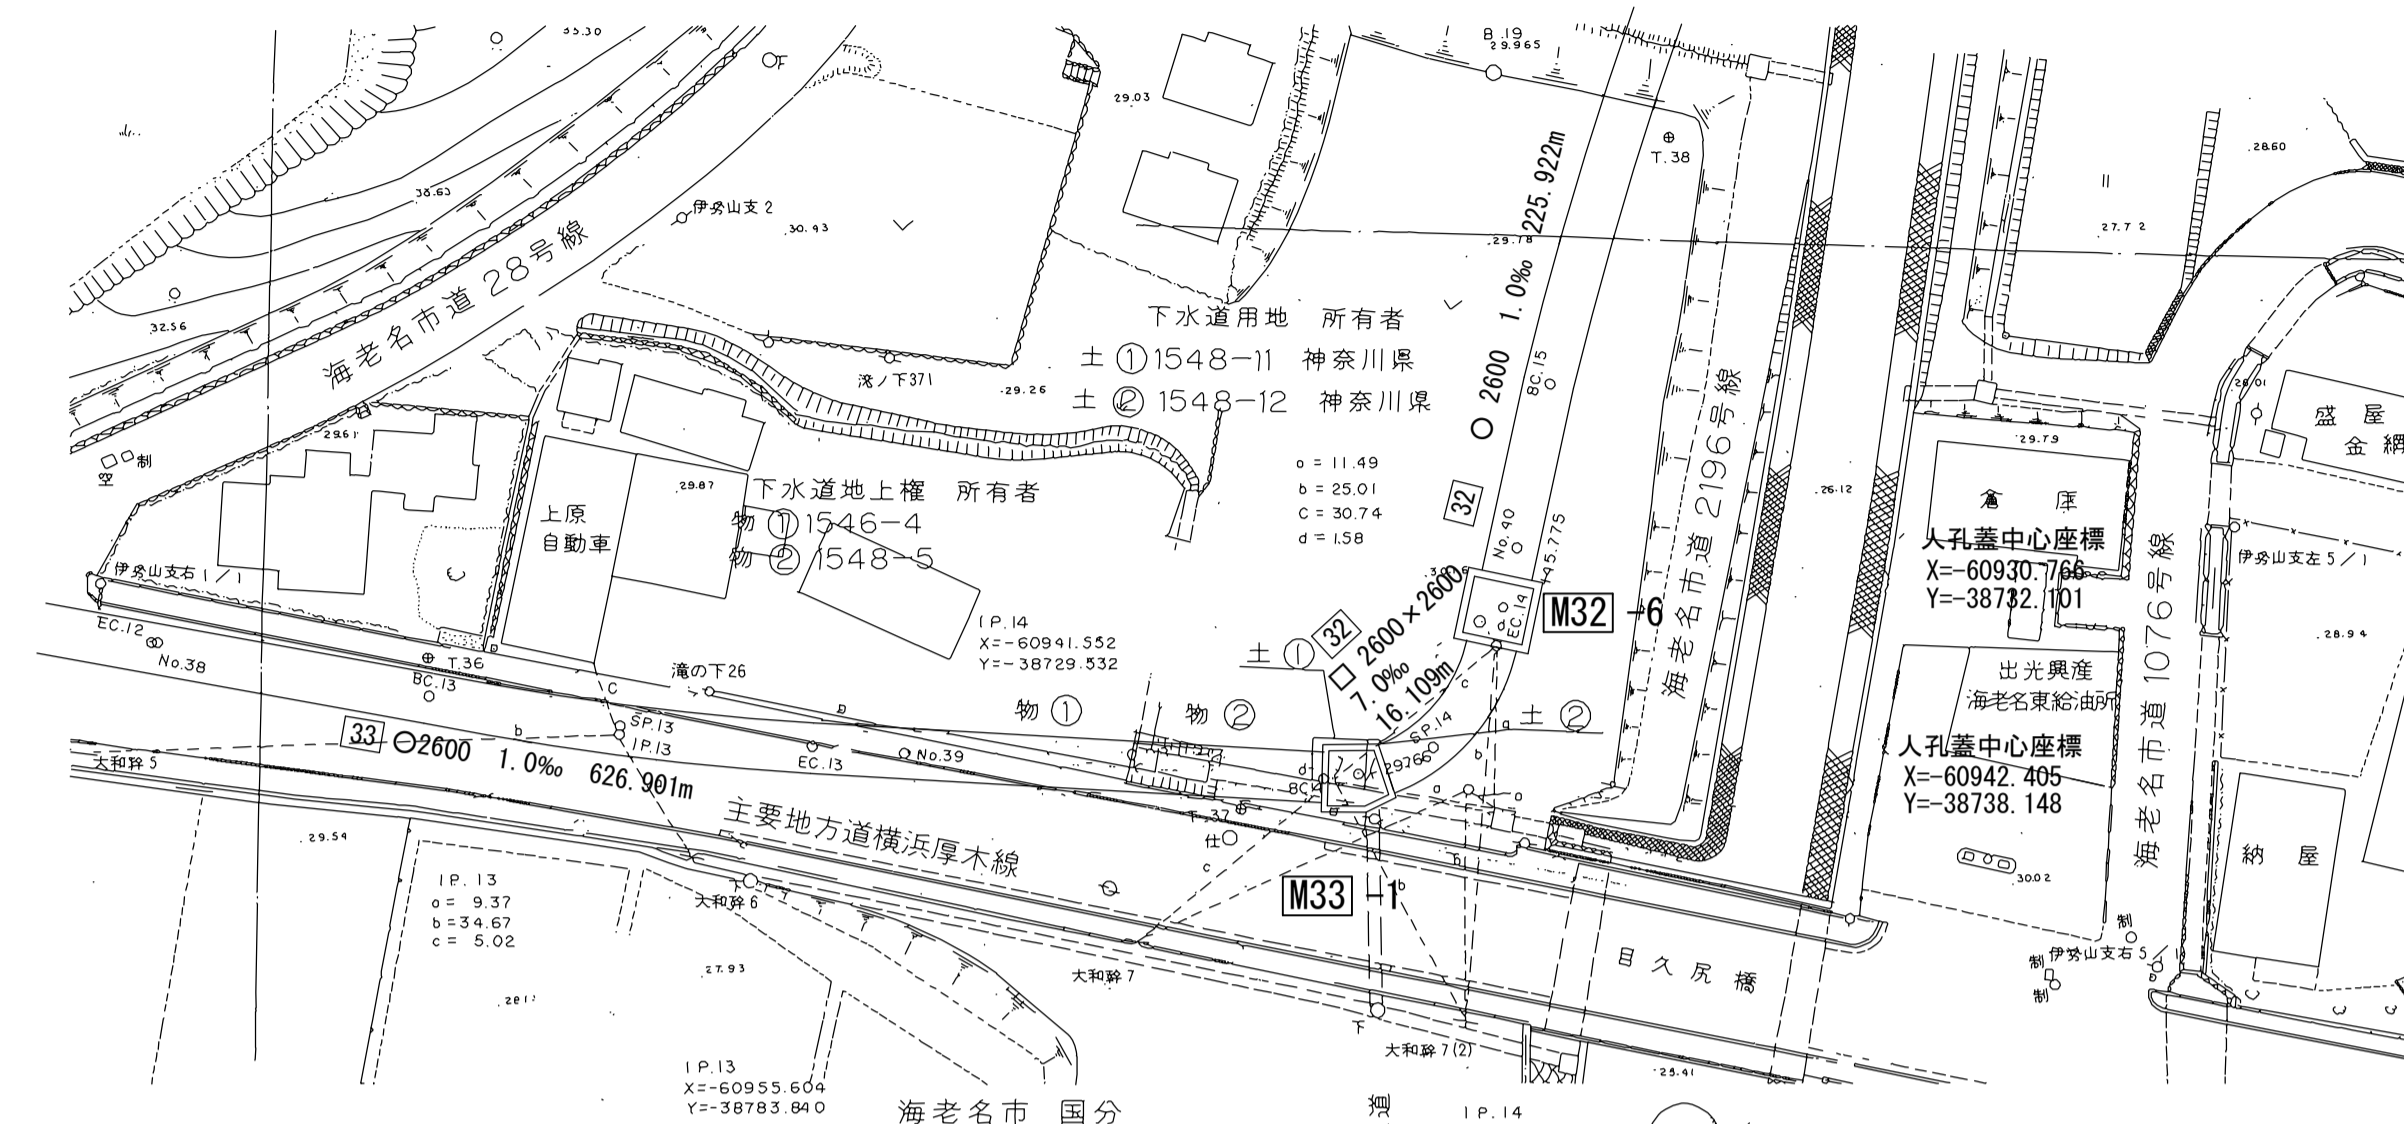 33.30
B.19
29.965
29.03
T.38
28.60
38.63
伊勢山支2
30.93
225.922m
1.0‰
○2600
29.78
27.72
海老名市道28号線
32.56
下水道用地 所有者
土①1548-11 神奈川県
土②1548-12 神奈川県
滝ノ下371
29.26
BC.15
海老名市道2196号線
盛屋
金網
29.61
制
空
29.79
a = 11.49
b = 25.01
C = 30.74
d = 1.58
29.87
下水道地上権 所有者
物①1546-4
物②1548-5
上原
自動車
32
26.12
倉庫
No.40
45.775
人孔蓋中心座標
X=-60930.766
Y=-38732.101
海老名市道1076号線
伊勢山支左5/1
伊勢山支右1/1
EC.12
No.38
T.36
BC.13
滝の下26
I P.14
X=-60941.552
Y=-38729.532
EC.14
M32-6
32
□2600×2600
7.0‰
16.109m
28.94
出光興産
海老名東給油所
土①
土②
物①
物②
SP.13
IP.13
33 ○2600 1.0‰ 626.901m
EC.13
No.39
SP.14
29.766
BC
人孔蓋中心座標
X=-60942.405
Y=-38738.148
大和幹5
主要地方道横浜厚木線
T.37
仕
29.54
納屋
30.02
I P.13
a = 9.37
b =34.67
c = 5.02
大和幹6
M33-1
27.93
大和幹7
目久尻橋
制
伊勢山支右5
制
制
下
大和幹7(2)
29.41
I P.13
X=-60955.604
Y=-38783.840
海老名市 国分
道
I P.14